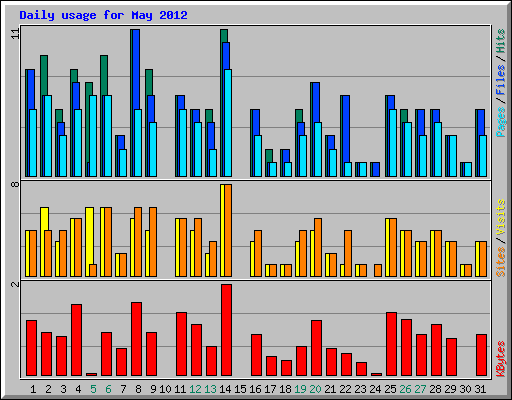 Daily usage for May 2012
11
8
2
Pages / Files / Hits
Sites / Visits
KBytes
1 2 3 4 5 6 7 8 9 10 11 12 13 14 15 16 17 18 19 20 21 22 23 24 25 26 27 28 29 30 31